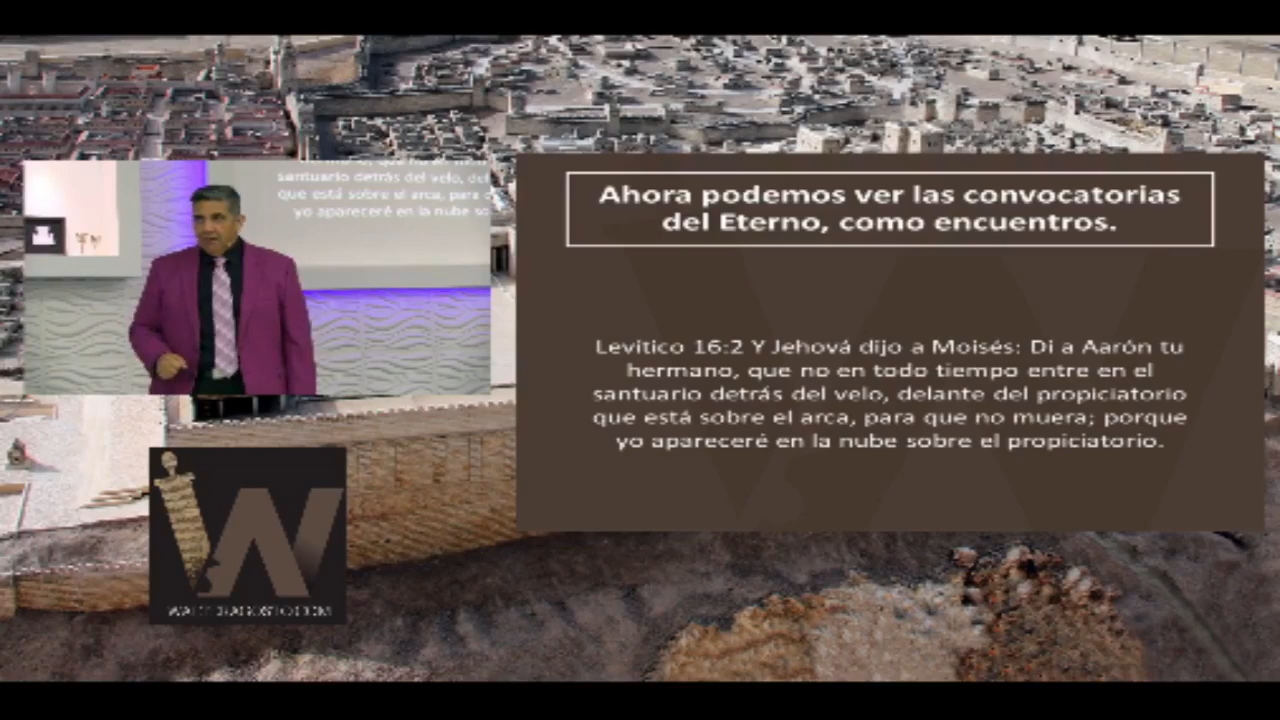 santuario detrás del velo, del
que está sobre el arca, para
yo apareceré en la nube so
Ahora podemos ver las convocatorias
del Eterno, como encuentros.
Levítico 16:2 Y Jehová dijo a Moisés: Di a Aarón tu
hermano, que no en todo tiempo entre en el
santuario detrás del velo, delante del propiciatorio
que está sobre el arca, para que no muera; porque
yo apareceré en la nube sobre el propiciatorio.
W